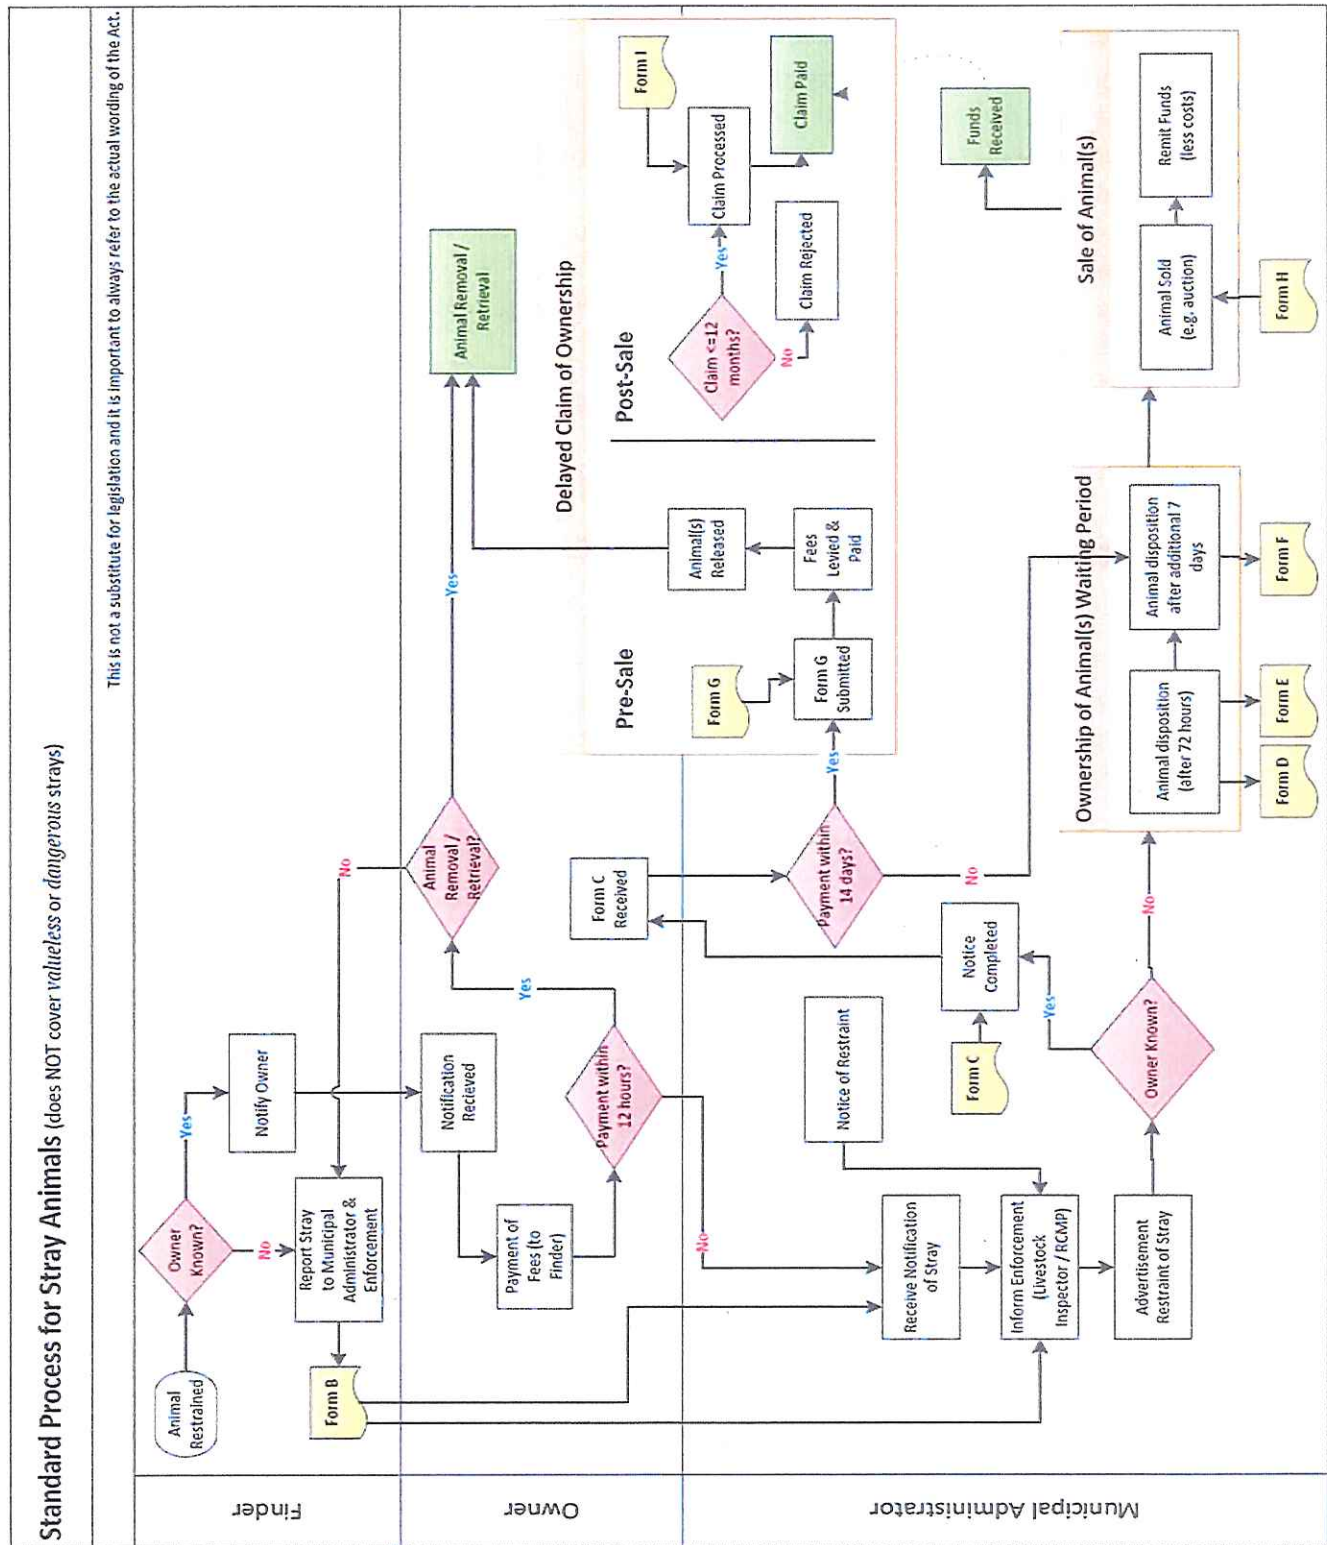 Standard Process for Stray Animals (does NOT cover valueless or dangerous strays)
This is not a substitute for legislation and it is important to always refer to the actual wording of the Act.
Finder
Animal
Restrained
Owner
Known?
Yes
No
Notify Owner
Report Stray
to Municipal
Administrator &
Enforcement
Form B
Owner
Notification
Recieved
Payment of
Fees (to
Finder)
Payment within
12 hours?
Yes
No
Animal
Removal /
Retrieval?
No
Yes
Animal Removal /
Retrieval
Form C
Received
Delayed Claim of Ownership
Pre-Sale
Form G
Form G
Submitted
Fees
Levied &
Paid
Animal(s)
Released
Post-Sale
Claim <=12
months?
Yes
No
Claim Processed
Claim Rejected
Form I
Claim Paid
Municipal Administrator
Receive Notification
of Stray
Notice of Restraint
Inform Enforcement
(Livestock
Inspector / RCMP)
Advertisement
Restraint of Stray
Owner Known?
Yes
No
Form C
Notice
Completed
Payment within
14 days?
Yes
No
Ownership of Animal(s) Waiting Period
Animal disposition
(after 72 hours)
Animal disposition
after additional 7
days
Form D
Form E
Form F
Sale of Animal(s)
Animal Sold
(e.g. auction)
Remit Funds
(less costs)
Form H
Funds
Received